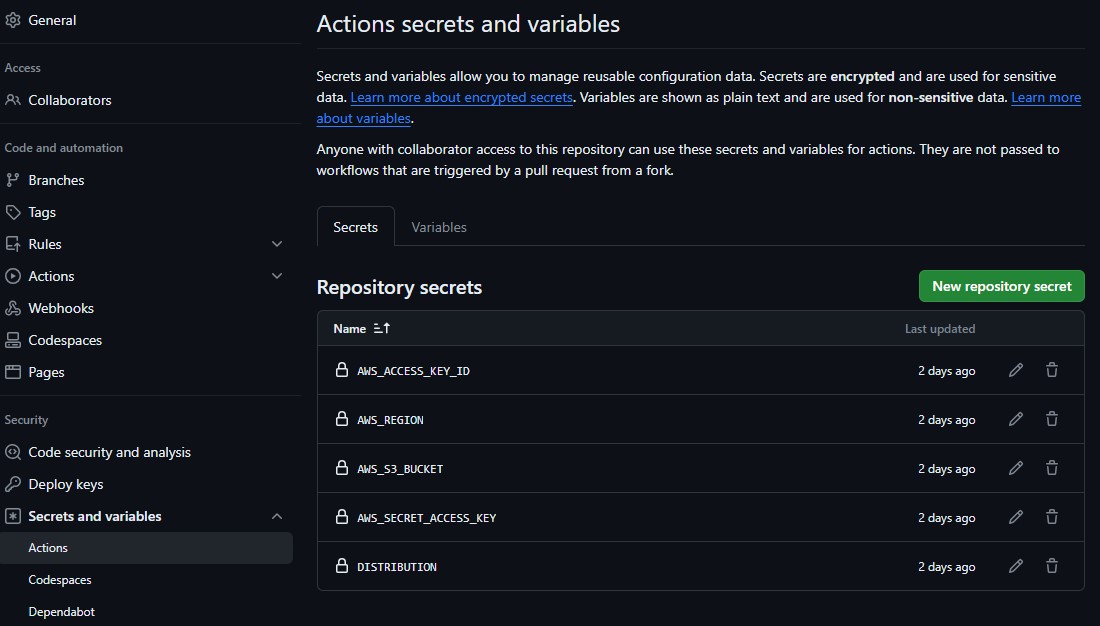 General
Access
Collaborators
Code and automation
Branches
Tags
Rules
Actions
Webhooks
Codespaces
Pages
Security
Code security and analysis
Deploy keys
Secrets and variables
Actions
Codespaces
Dependabot
Actions secrets and variables
Secrets and variables allow you to manage reusable configuration data. Secrets are encrypted and are used for sensitive
data. Learn more about encrypted secrets. Variables are shown as plain text and are used for non-sensitive data. Learn more
about variables.
Anyone with collaborator access to this repository can use these secrets and variables for actions. They are not passed to
workflows that are triggered by a pull request from a fork.
Secrets Variables
Repository secrets New repository secret
Name Last updated
AWS_ACCESS_KEY_ID 2 days ago
AWS_REGION 2 days ago
AWS_S3_BUCKET 2 days ago
AWS_SECRET_ACCESS_KEY 2 days ago
DISTRIBUTION 2 days ago